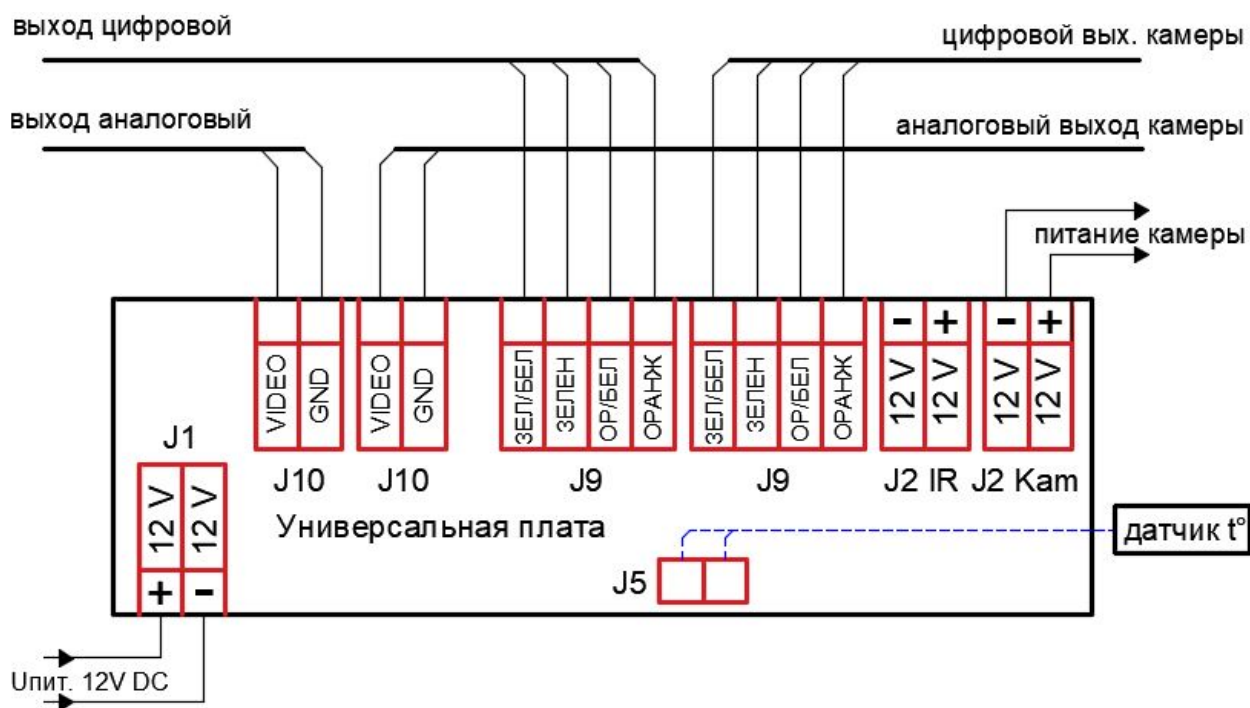 выход цифровой
цифровой вых. камеры
выход аналоговый
аналоговый выход камеры
питание камеры
- + - +
VIDEO GND VIDEO GND ЗЕЛ/БЕЛ ЗЕЛЕН ОР/БЕЛ ОРАНЖ ЗЕЛ/БЕЛ ЗЕЛЕН ОР/БЕЛ ОРАНЖ 12 V 12 V 12 V 12 V
J1
J10 J10 J9 J9 J2 IR J2 Kam
12 V 12 V
Универсальная плата
датчик t°
J5
+ -
Uпит. 12V DC